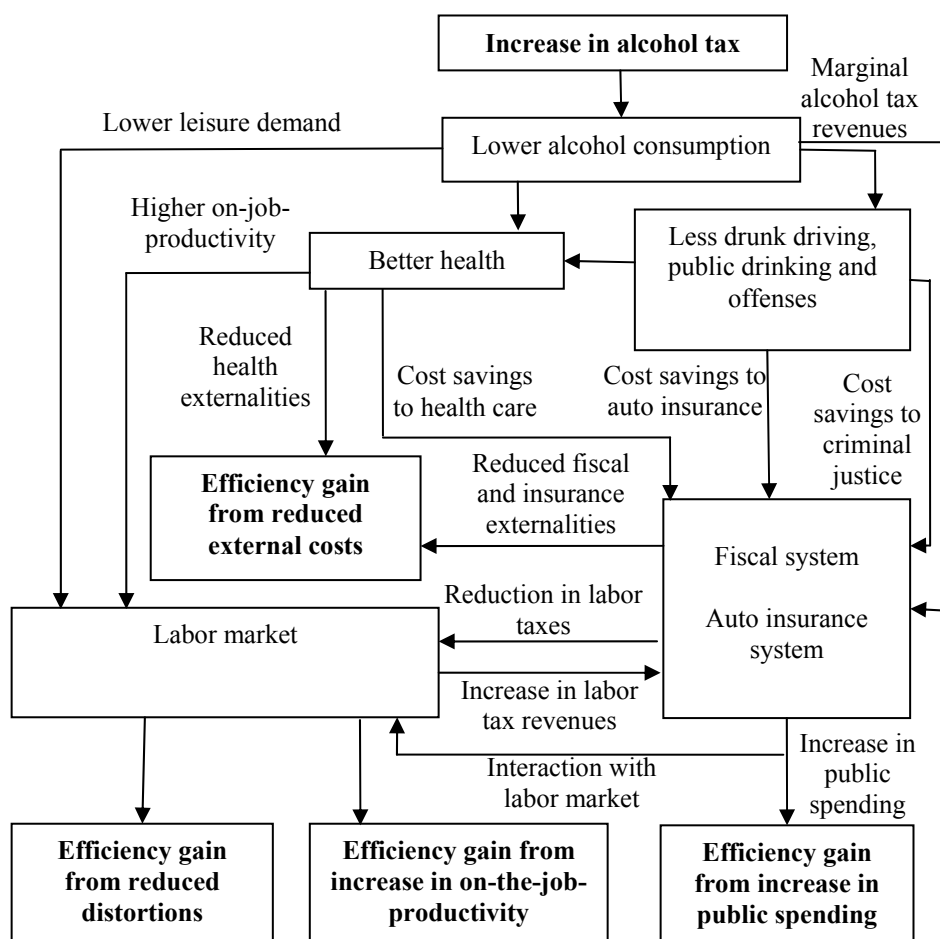 Increase in alcohol tax
Marginal
alcohol tax
revenues
Lower leisure demand
Lower alcohol consumption
Higher on-job-
productivity
Better health
Less drunk driving,
public drinking and
offenses
Reduced
health
externalities
Cost savings
to health care
Cost savings to
auto insurance
Cost
savings to
criminal
justice
Efficiency gain
from reduced
external costs
Reduced fiscal
and insurance
externalities
Fiscal system
Auto insurance
system
Labor market
Reduction in labor
taxes
Increase in labor
tax revenues
Interaction with
labor market
Increase in
public
spending
Efficiency gain
from reduced
distortions
Efficiency gain from
increase in on-the-job-
productivity
Efficiency gain
from increase in
public spending